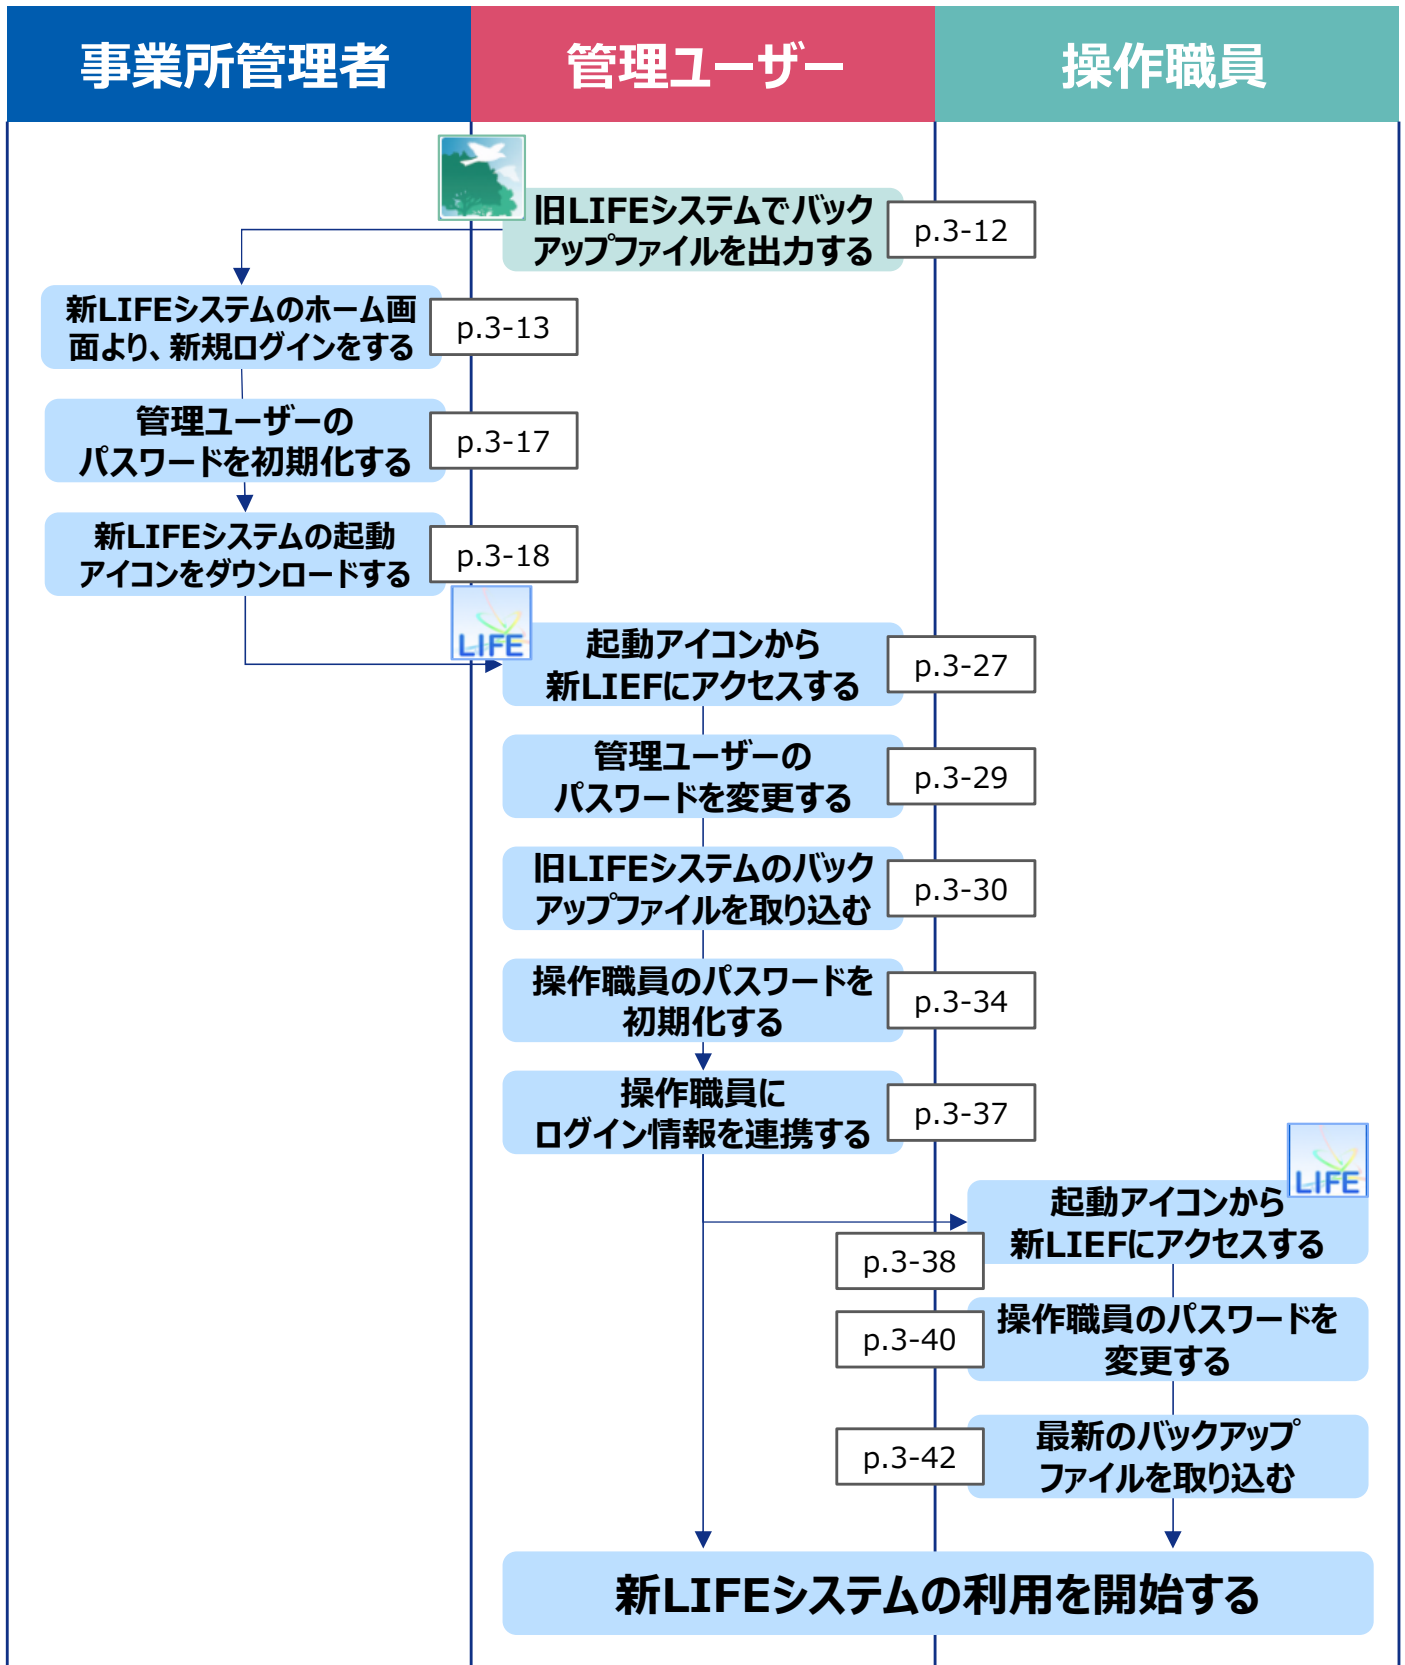 事業所管理者
管理ユーザー
操作職員
旧LIFEシステムでバック
アップファイルを出力する
p.3-12
新LIFEシステムのホーム画
面より、新規ログインをする
p.3-13
管理ユーザーの
パスワードを初期化する
p.3-17
新LIFEシステムの起動
アイコンをダウンロードする
p.3-18
LIFE
起動アイコンから
新LIEFにアクセスする
p.3-27
管理ユーザーの
パスワードを変更する
p.3-29
旧LIFEシステムのバック
アップファイルを取り込む
p.3-30
操作職員のパスワードを
初期化する
p.3-34
操作職員に
ログイン情報を連携する
p.3-37
LIFE
起動アイコンから
新LIEFにアクセスする
p.3-38
操作職員のパスワードを
変更する
p.3-40
最新のバックアップ
ファイルを取り込む
p.3-42
新LIFEシステムの利用を開始する